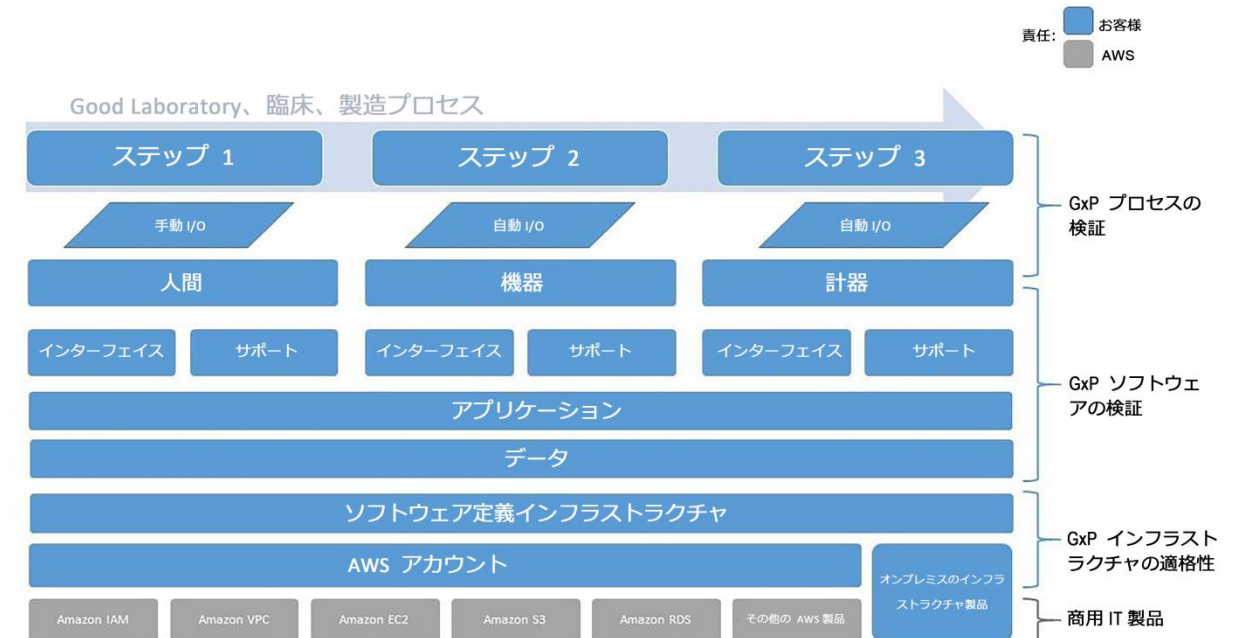 責任:
お客様
AWS
Good Laboratory、臨床、製造プロセス
ステップ 1
ステップ 2
ステップ 3
手動 I/O
自動 I/O
自動 I/O
GxP プロセスの
検証
人間
機器
計器
インターフェイス
サポート
インターフェイス
サポート
インターフェイス
サポート
GxP ソフトウェ
アの検証
アプリケーション
データ
ソフトウェア定義インフラストラクチャ
GxP インフラスト
ラクチャの適格性
AWS アカウント
オンプレミスのインフラ
ストラクチャ製品
Amazon IAM
Amazon VPC
Amazon EC2
Amazon S3
Amazon RDS
その他の AWS 製品
商用 IT 製品